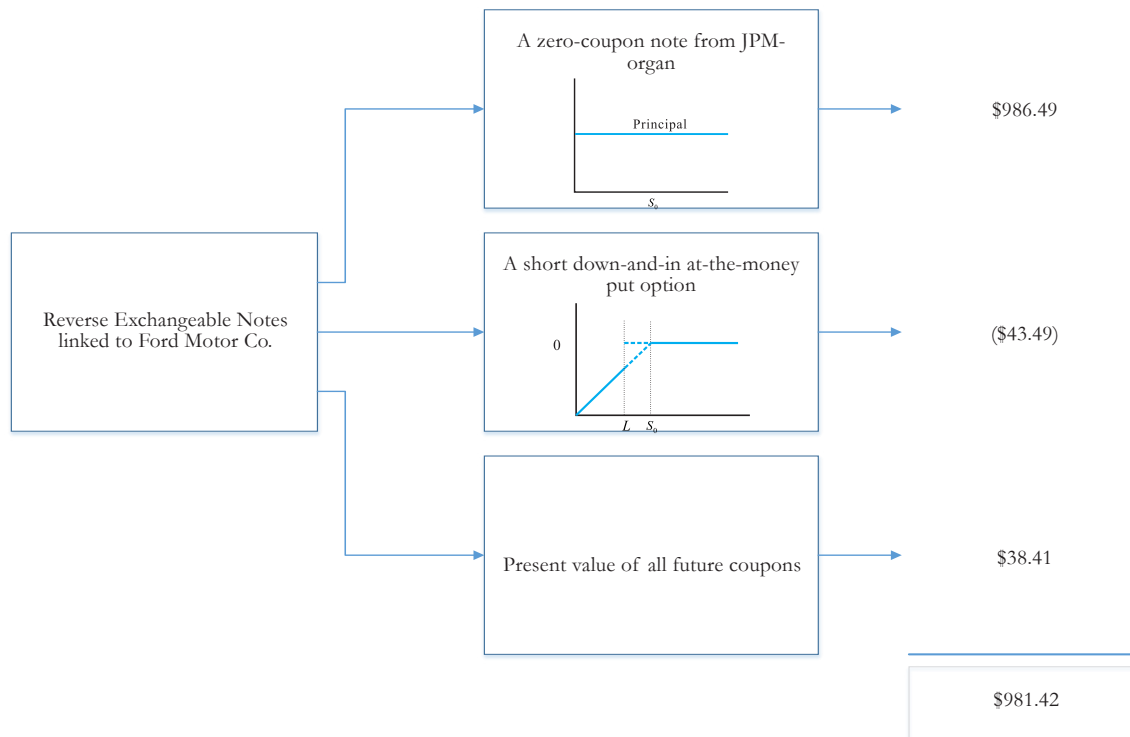 A zero-coupon note from JPM-
organ
Principal
S₀
$986.49
Reverse Exchangeable Notes
linked to Ford Motor Co.
A short down-and-in at-the-money
put option
0
L S₀
($43.49)
Present value of all future coupons
$38.41
$981.42